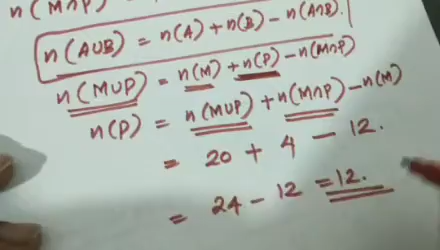 n(M∩P)
n(A∪B) = n(A) + n(B) - n(A∩B).
n(M∪P) = n(M) + n(P) - n(M∩P)
n(P) = n(M∪P) + n(M∩P) - n(M)
= 20 + 4 - 12.
= 24 - 12 = 12.